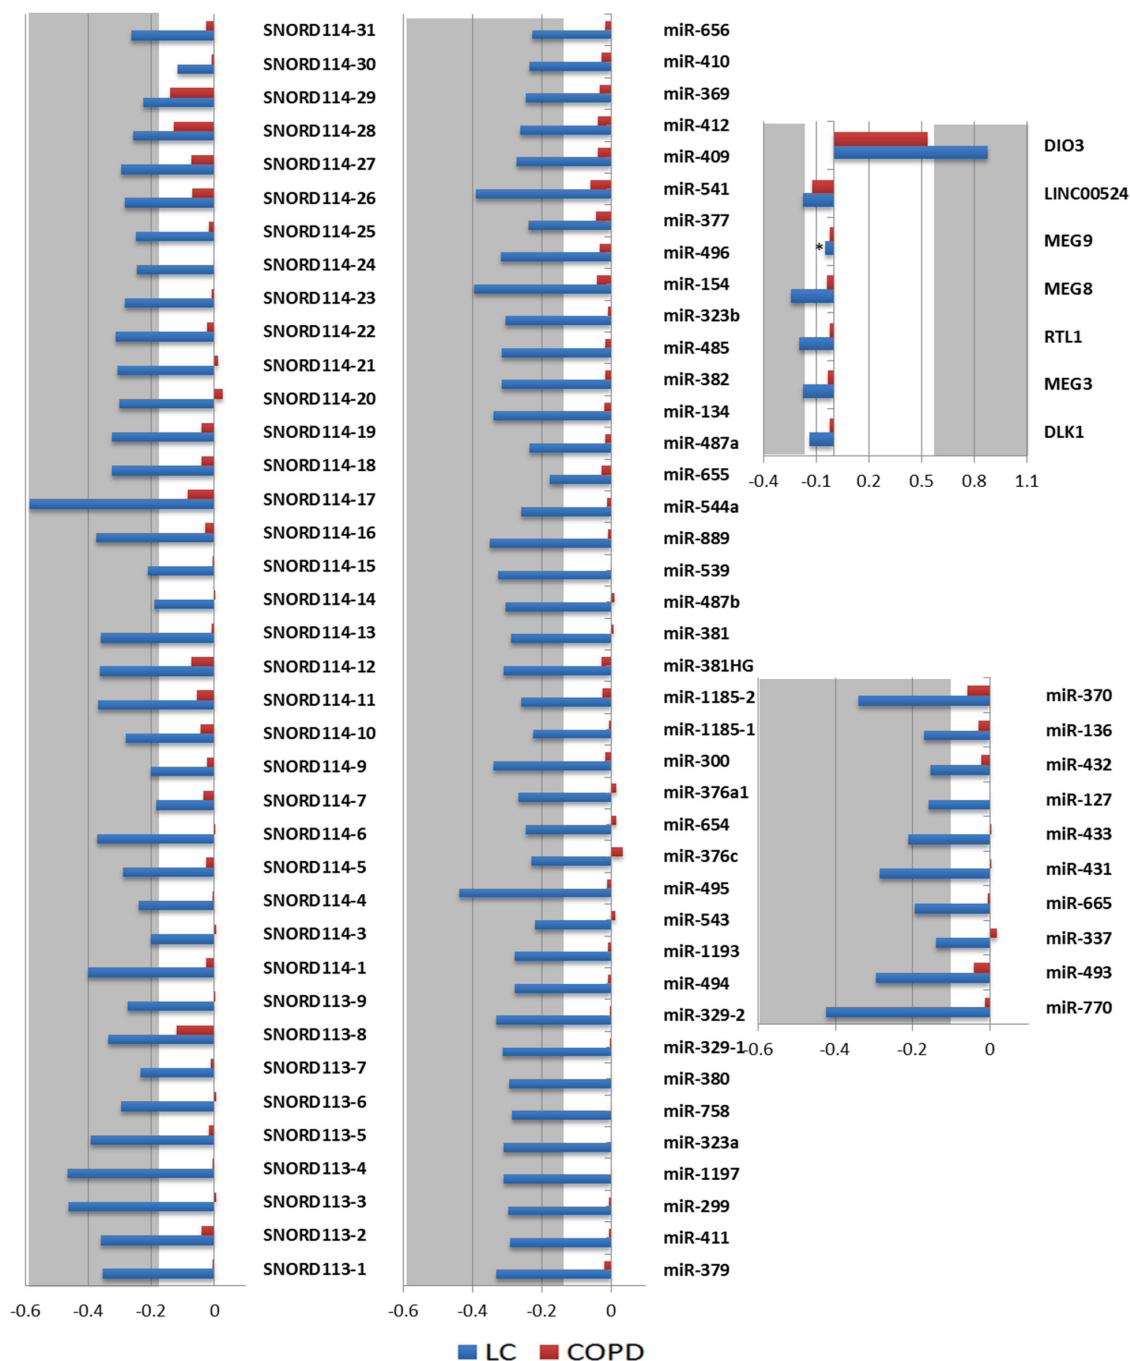 SNORD114-31
SNORD114-30
SNORD114-29
SNORD114-28
SNORD114-27
SNORD114-26
SNORD114-25
SNORD114-24
SNORD114-23
SNORD114-22
SNORD114-21
SNORD114-20
SNORD114-19
SNORD114-18
SNORD114-17
SNORD114-16
SNORD114-15
SNORD114-14
SNORD114-13
SNORD114-12
SNORD114-11
SNORD114-10
SNORD114-9
SNORD114-7
SNORD114-6
SNORD114-5
SNORD114-4
SNORD114-3
SNORD114-1
SNORD113-9
SNORD113-8
SNORD113-7
SNORD113-6
SNORD113-5
SNORD113-4
SNORD113-3
SNORD113-2
SNORD113-1
-0.6 -0.4 -0.2 0
miR-656
miR-410
miR-369
miR-412
miR-409
miR-541
miR-377
miR-496
miR-154
miR-323b
miR-485
miR-382
miR-134
miR-487a
miR-655
miR-544a
miR-889
miR-539
miR-487b
miR-381
miR-381HG
miR-1185-2
miR-1185-1
miR-300
miR-376a1
miR-654
miR-376c
miR-495
miR-543
miR-1193
miR-494
miR-329-2
miR-329-1
miR-380
miR-758
miR-323a
miR-1197
miR-299
miR-411
miR-379
-0.6 -0.4 -0.2 0
DIO3
LINC00524
* MEG9
MEG8
RTL1
MEG3
DLK1
-0.4 -0.1 0.2 0.5 0.8 1.1
miR-370
miR-136
miR-432
miR-127
miR-433
miR-431
miR-665
miR-337
miR-493
miR-770
-0.6 -0.4 -0.2 0
LC COPD